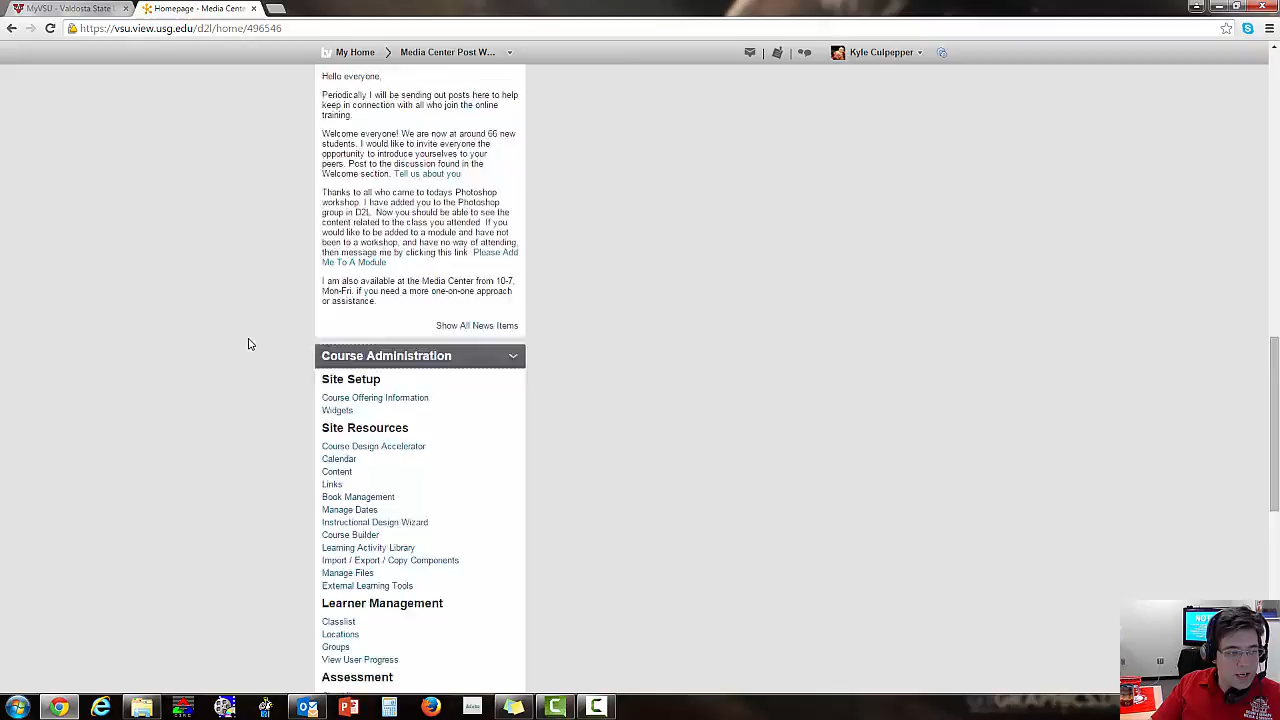 MyVSU - Valdosta State
Homepage - Media Cent
https://vsu.view.usg.edu/d2l/home/496546
My Home
Media Center Post W...
Kyle Culpepper
Hello everyone,
Periodically I will be sending out posts here to help
keep in connection with all who join the online
training.
Welcome everyone! We are now at around 66 new
students. I would like to invite everyone the
opportunity to introduce yourselves to your
peers. Post to the discussion found in the
Welcome section. Tell us about you
Thanks to all who came to todays Photoshop
workshop. I have added you to the Photoshop
group in D2L. Now you should be able to see the
content related to the class you attended. If you
would like to be added to a module and have not
been to a workshop, and have no way of attending,
then message me by clicking this link Please Add
Me To A Module
I am also available at the Media Center from 10-7,
Mon-Fri. if you need a more one-on-one approach
or assistance.
Show All News Items
Course Administration
Site Setup
Course Offering Information
Widgets
Site Resources
Course Design Accelerator
Calendar
Content
Links
Book Management
Manage Dates
Instructional Design Wizard
Course Builder
Learning Activity Library
Import / Export / Copy Components
Manage Files
External Learning Tools
Learner Management
Classlist
Locations
Groups
View User Progress
Assessment